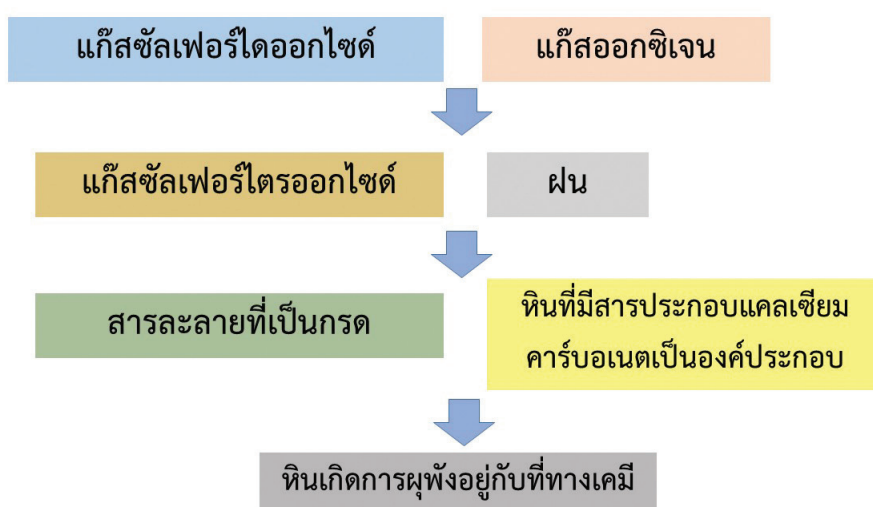 แก๊สซัลเฟอร์ไดออกไซด์
แก๊สออกซิเจน
แก๊สซัลเฟอร์ไตรออกไซด์
ฝน
สารละลายที่เป็นกรด
หินที่มีสารประกอบแคลเซียม
คาร์บอเนตเป็นองค์ประกอบ
หินเกิดการผุพังอยู่กับที่ทางเคมี